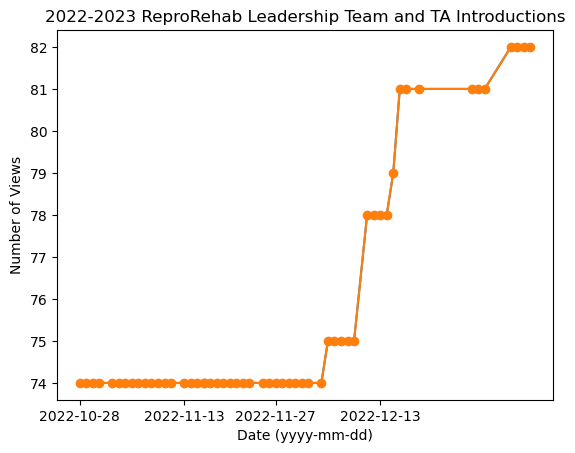 2022-2023 ReproRehab Leadership Team and TA Introductions
82
81
80
79
78
77
76
75
74
Number of Views
2022-10-28 2022-11-13 2022-11-27 2022-12-13
Date (yyyy-mm-dd)